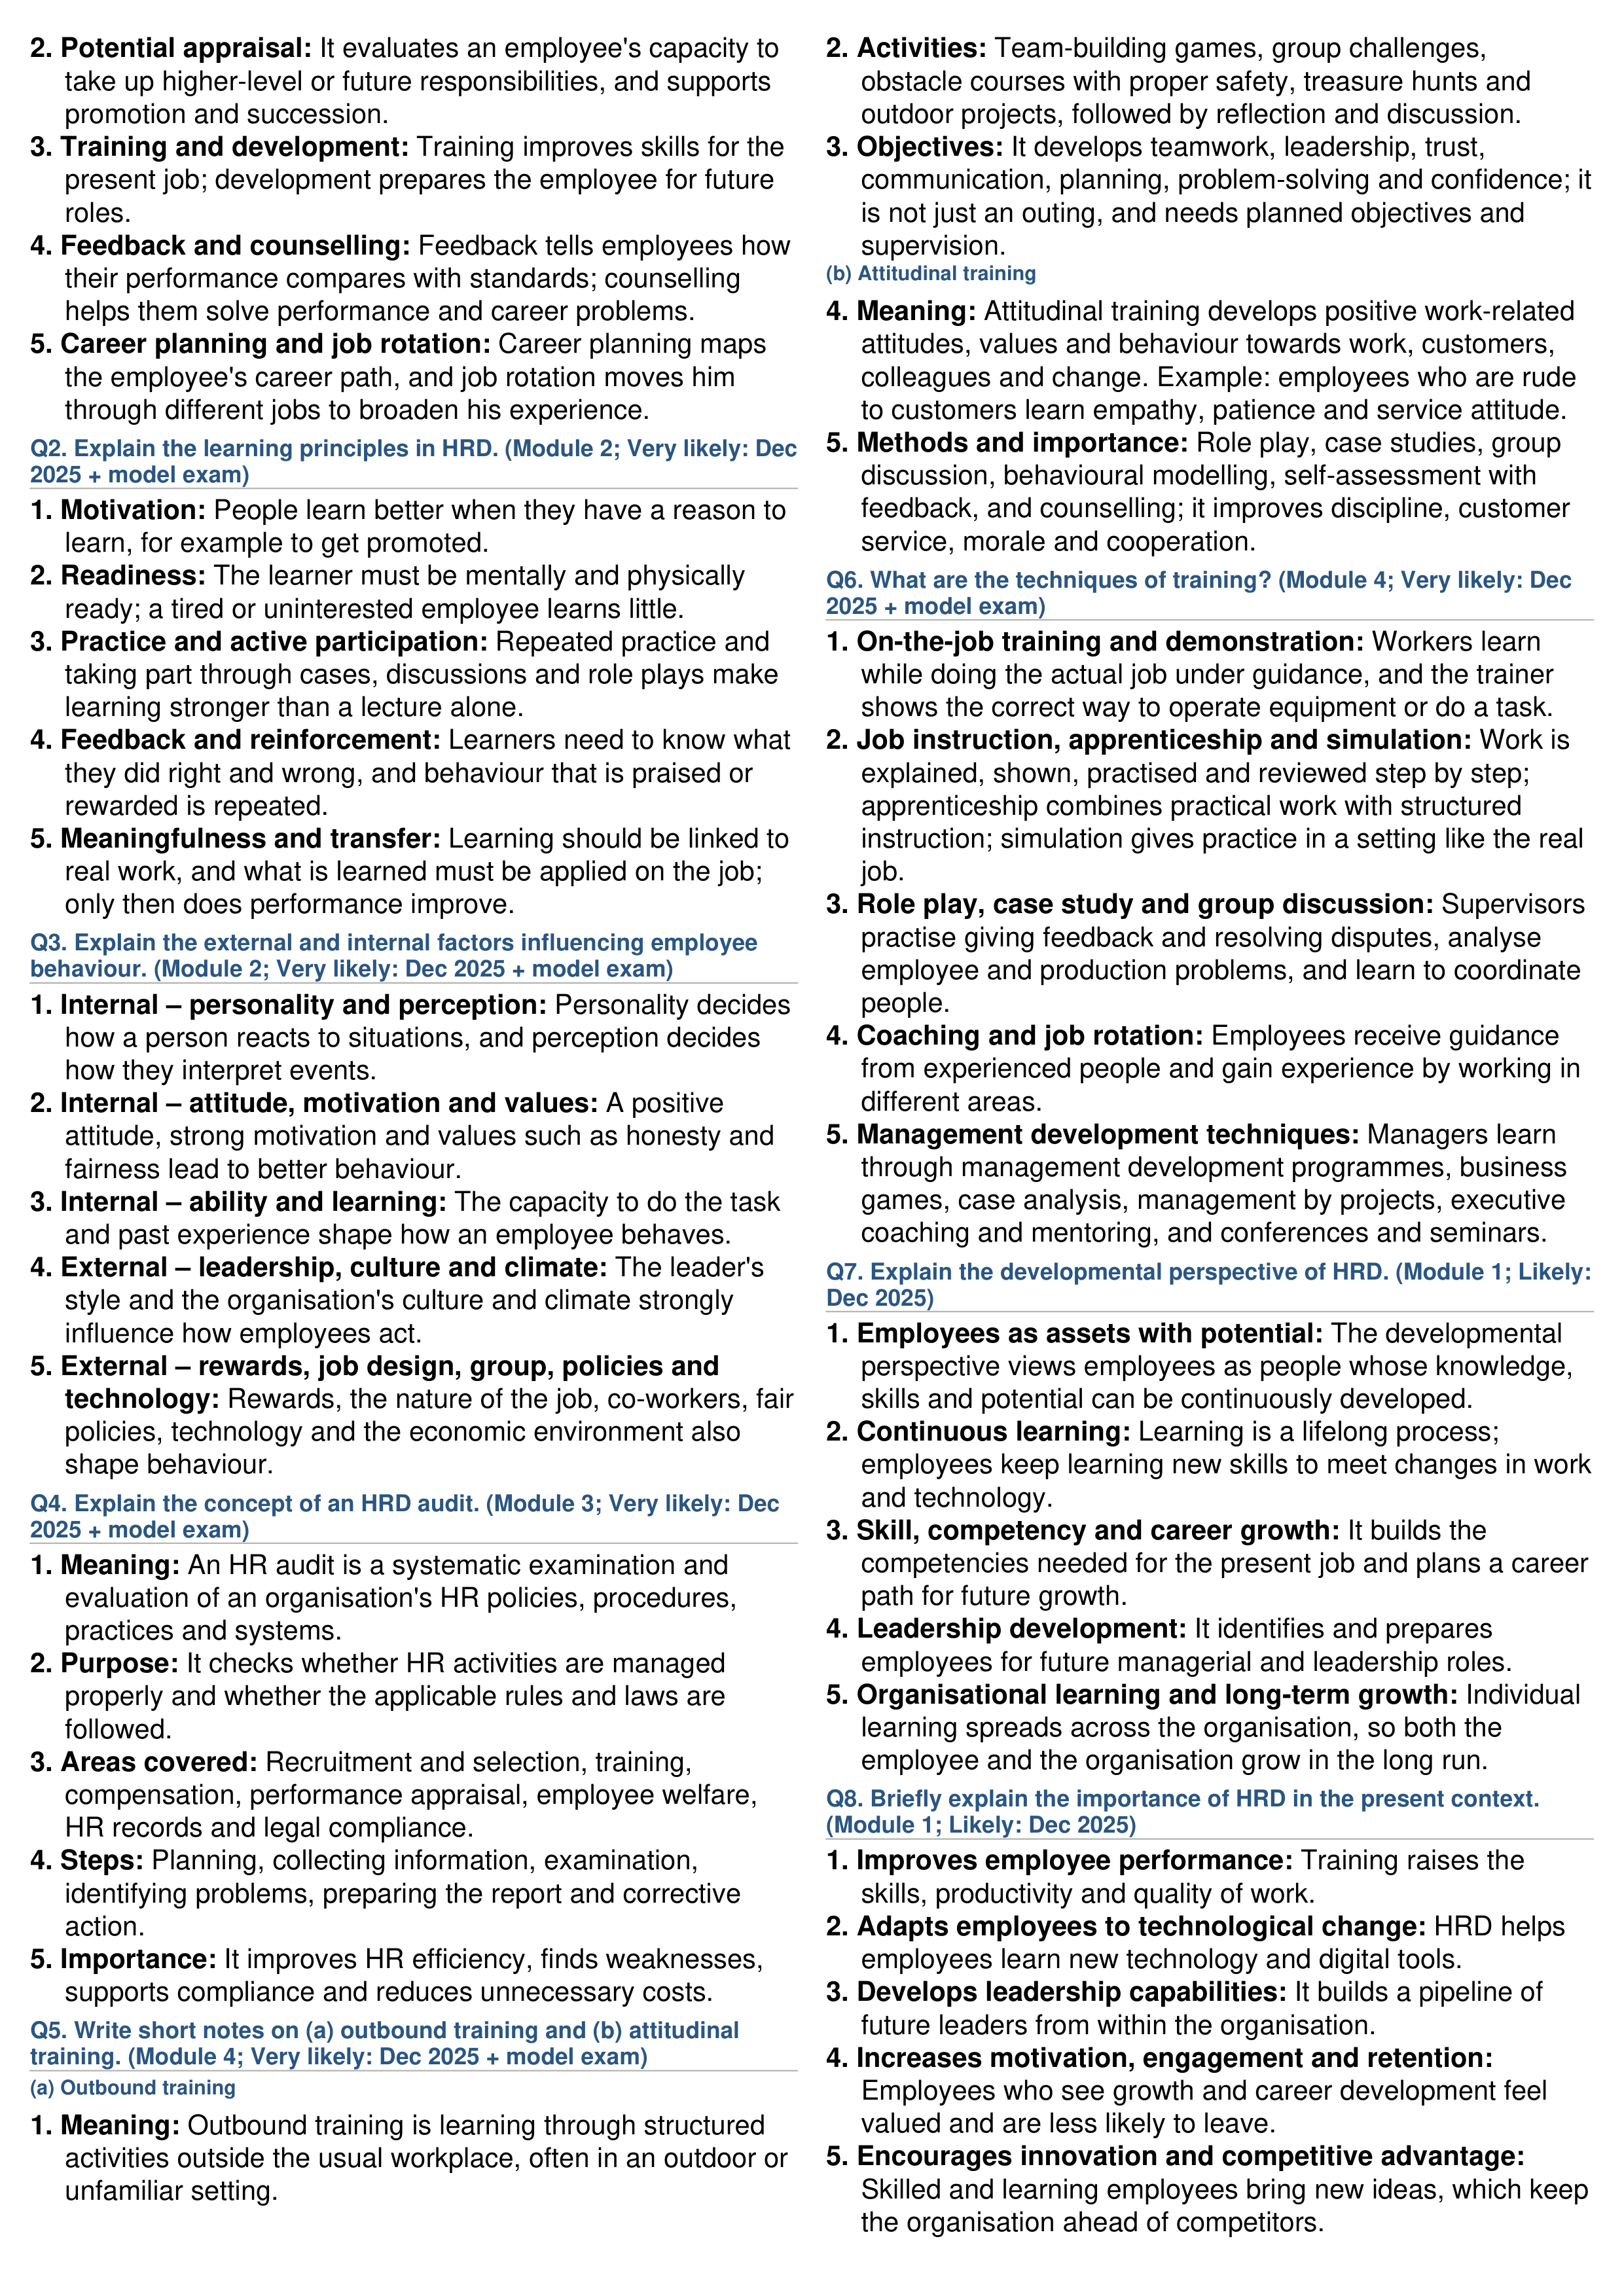 2. Potential appraisal: It evaluates an employee's capacity to
take up higher-level or future responsibilities, and supports
promotion and succession.
3. Training and development: Training improves skills for the
present job; development prepares the employee for future
roles.
4. Feedback and counselling: Feedback tells employees how
their performance compares with standards; counselling
helps them solve performance and career problems.
5. Career planning and job rotation: Career planning maps
the employee's career path, and job rotation moves him
through different jobs to broaden his experience.
Q2. Explain the learning principles in HRD. (Module 2; Very likely: Dec
2025 + model exam)
1. Motivation: People learn better when they have a reason to
learn, for example to get promoted.
2. Readiness: The learner must be mentally and physically
ready; a tired or uninterested employee learns little.
3. Practice and active participation: Repeated practice and
taking part through cases, discussions and role plays make
learning stronger than a lecture alone.
4. Feedback and reinforcement: Learners need to know what
they did right and wrong, and behaviour that is praised or
rewarded is repeated.
5. Meaningfulness and transfer: Learning should be linked to
real work, and what is learned must be applied on the job;
only then does performance improve.
Q3. Explain the external and internal factors influencing employee
behaviour. (Module 2; Very likely: Dec 2025 + model exam)
1. Internal – personality and perception: Personality decides
how a person reacts to situations, and perception decides
how they interpret events.
2. Internal – attitude, motivation and values: A positive
attitude, strong motivation and values such as honesty and
fairness lead to better behaviour.
3. Internal – ability and learning: The capacity to do the task
and past experience shape how an employee behaves.
4. External – leadership, culture and climate: The leader's
style and the organisation's culture and climate strongly
influence how employees act.
5. External – rewards, job design, group, policies and
technology: Rewards, the nature of the job, co-workers, fair
policies, technology and the economic environment also
shape behaviour.
Q4. Explain the concept of an HRD audit. (Module 3; Very likely: Dec
2025 + model exam)
1. Meaning: An HR audit is a systematic examination and
evaluation of an organisation's HR policies, procedures,
practices and systems.
2. Purpose: It checks whether HR activities are managed
properly and whether the applicable rules and laws are
followed.
3. Areas covered: Recruitment and selection, training,
compensation, performance appraisal, employee welfare,
HR records and legal compliance.
4. Steps: Planning, collecting information, examination,
identifying problems, preparing the report and corrective
action.
5. Importance: It improves HR efficiency, finds weaknesses,
supports compliance and reduces unnecessary costs.
Q5. Write short notes on (a) outbound training and (b) attitudinal
training. (Module 4; Very likely: Dec 2025 + model exam)
(a) Outbound training
1. Meaning: Outbound training is learning through structured
activities outside the usual workplace, often in an outdoor or
unfamiliar setting.
2. Activities: Team-building games, group challenges,
obstacle courses with proper safety, treasure hunts and
outdoor projects, followed by reflection and discussion.
3. Objectives: It develops teamwork, leadership, trust,
communication, planning, problem-solving and confidence; it
is not just an outing, and needs planned objectives and
supervision.
(b) Attitudinal training
4. Meaning: Attitudinal training develops positive work-related
attitudes, values and behaviour towards work, customers,
colleagues and change. Example: employees who are rude
to customers learn empathy, patience and service attitude.
5. Methods and importance: Role play, case studies, group
discussion, behavioural modelling, self-assessment with
feedback, and counselling; it improves discipline, customer
service, morale and cooperation.
Q6. What are the techniques of training? (Module 4; Very likely: Dec
2025 + model exam)
1. On-the-job training and demonstration: Workers learn
while doing the actual job under guidance, and the trainer
shows the correct way to operate equipment or do a task.
2. Job instruction, apprenticeship and simulation: Work is
explained, shown, practised and reviewed step by step;
apprenticeship combines practical work with structured
instruction; simulation gives practice in a setting like the real
job.
3. Role play, case study and group discussion: Supervisors
practise giving feedback and resolving disputes, analyse
employee and production problems, and learn to coordinate
people.
4. Coaching and job rotation: Employees receive guidance
from experienced people and gain experience by working in
different areas.
5. Management development techniques: Managers learn
through management development programmes, business
games, case analysis, management by projects, executive
coaching and mentoring, and conferences and seminars.
Q7. Explain the developmental perspective of HRD. (Module 1; Likely:
Dec 2025)
1. Employees as assets with potential: The developmental
perspective views employees as people whose knowledge,
skills and potential can be continuously developed.
2. Continuous learning: Learning is a lifelong process;
employees keep learning new skills to meet changes in work
and technology.
3. Skill, competency and career growth: It builds the
competencies needed for the present job and plans a career
path for future growth.
4. Leadership development: It identifies and prepares
employees for future managerial and leadership roles.
5. Organisational learning and long-term growth: Individual
learning spreads across the organisation, so both the
employee and the organisation grow in the long run.
Q8. Briefly explain the importance of HRD in the present context.
(Module 1; Likely: Dec 2025)
1. Improves employee performance: Training raises the
skills, productivity and quality of work.
2. Adapts employees to technological change: HRD helps
employees learn new technology and digital tools.
3. Develops leadership capabilities: It builds a pipeline of
future leaders from within the organisation.
4. Increases motivation, engagement and retention:
Employees who see growth and career development feel
valued and are less likely to leave.
5. Encourages innovation and competitive advantage:
Skilled and learning employees bring new ideas, which keep
the organisation ahead of competitors.